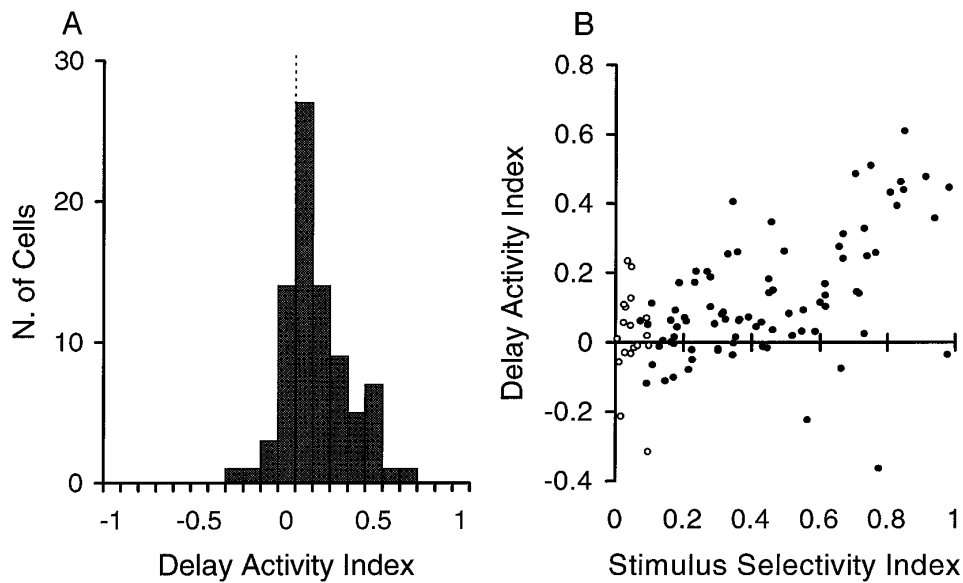 A
N. of Cells
30
20
10
0
-1 -0.5 0 0.5 1
Delay Activity Index
B
Delay Activity Index
0.8
0.6
0.4
0.2
0
-0.2
-0.4
0 0.2 0.4 0.6 0.8 1
Stimulus Selectivity Index